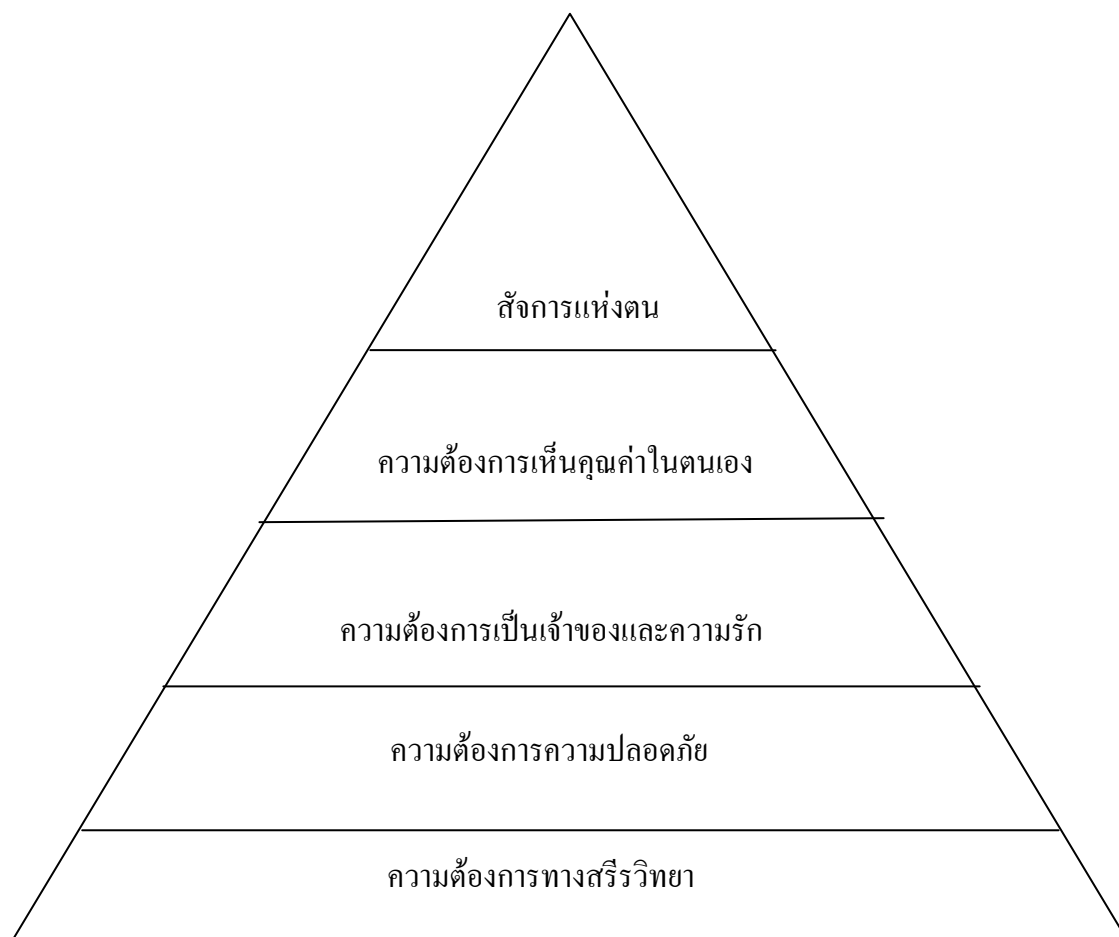 สัจการแห่งตน
ความต้องการเห็นคุณค่าในตนเอง
ความต้องการเป็นเจ้าของและความรัก
ความต้องการความปลอดภัย
ความต้องการทางสรีรวิทยา